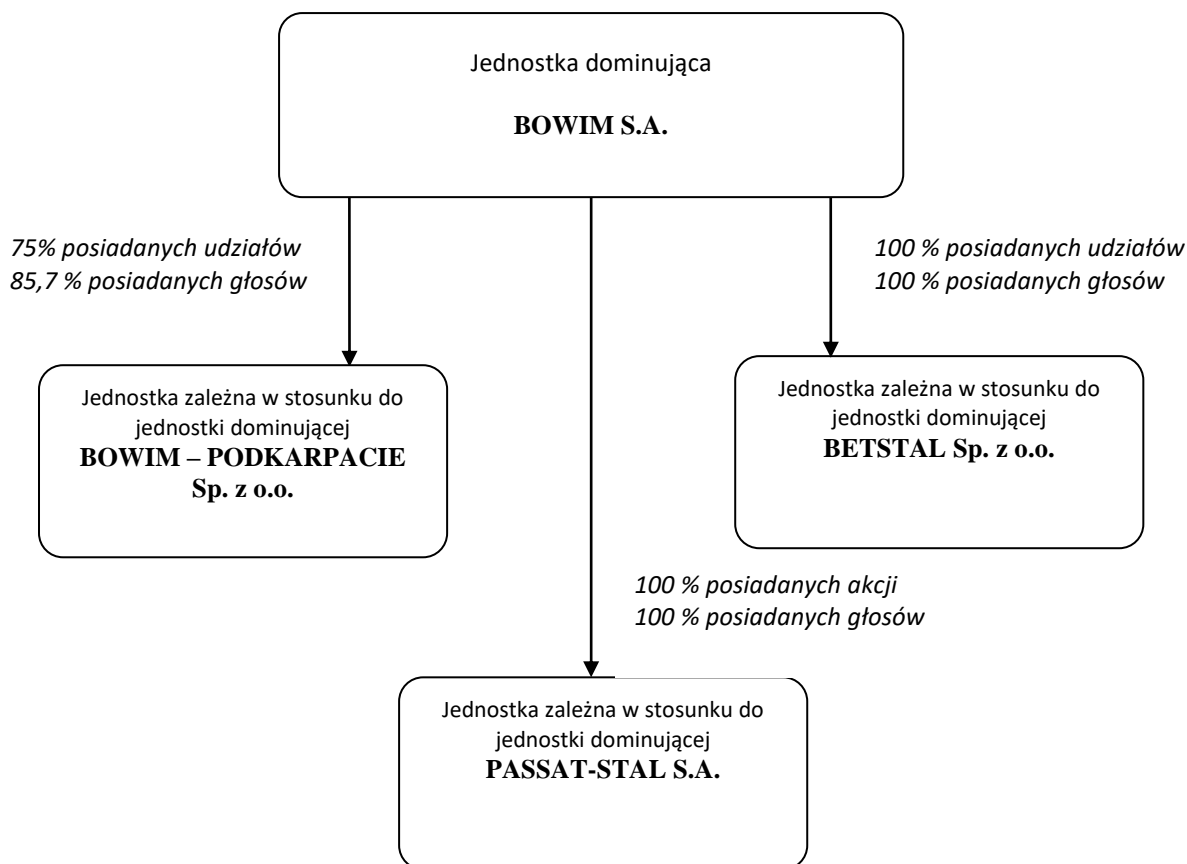 Jednostka dominująca
BOWIM S.A.
75% posiadanych udziałów
85,7 % posiadanych głosów
100 % posiadanych udziałów
100 % posiadanych głosów
Jednostka zależna w stosunku do
jednostki dominującej
BOWIM – PODKARPACIE
Sp. z o.o.
Jednostka zależna w stosunku do
jednostki dominującej
BETSTAL Sp. z o.o.
100 % posiadanych akcji
100 % posiadanych głosów
Jednostka zależna w stosunku do
jednostki dominującej
PASSAT-STAL S.A.